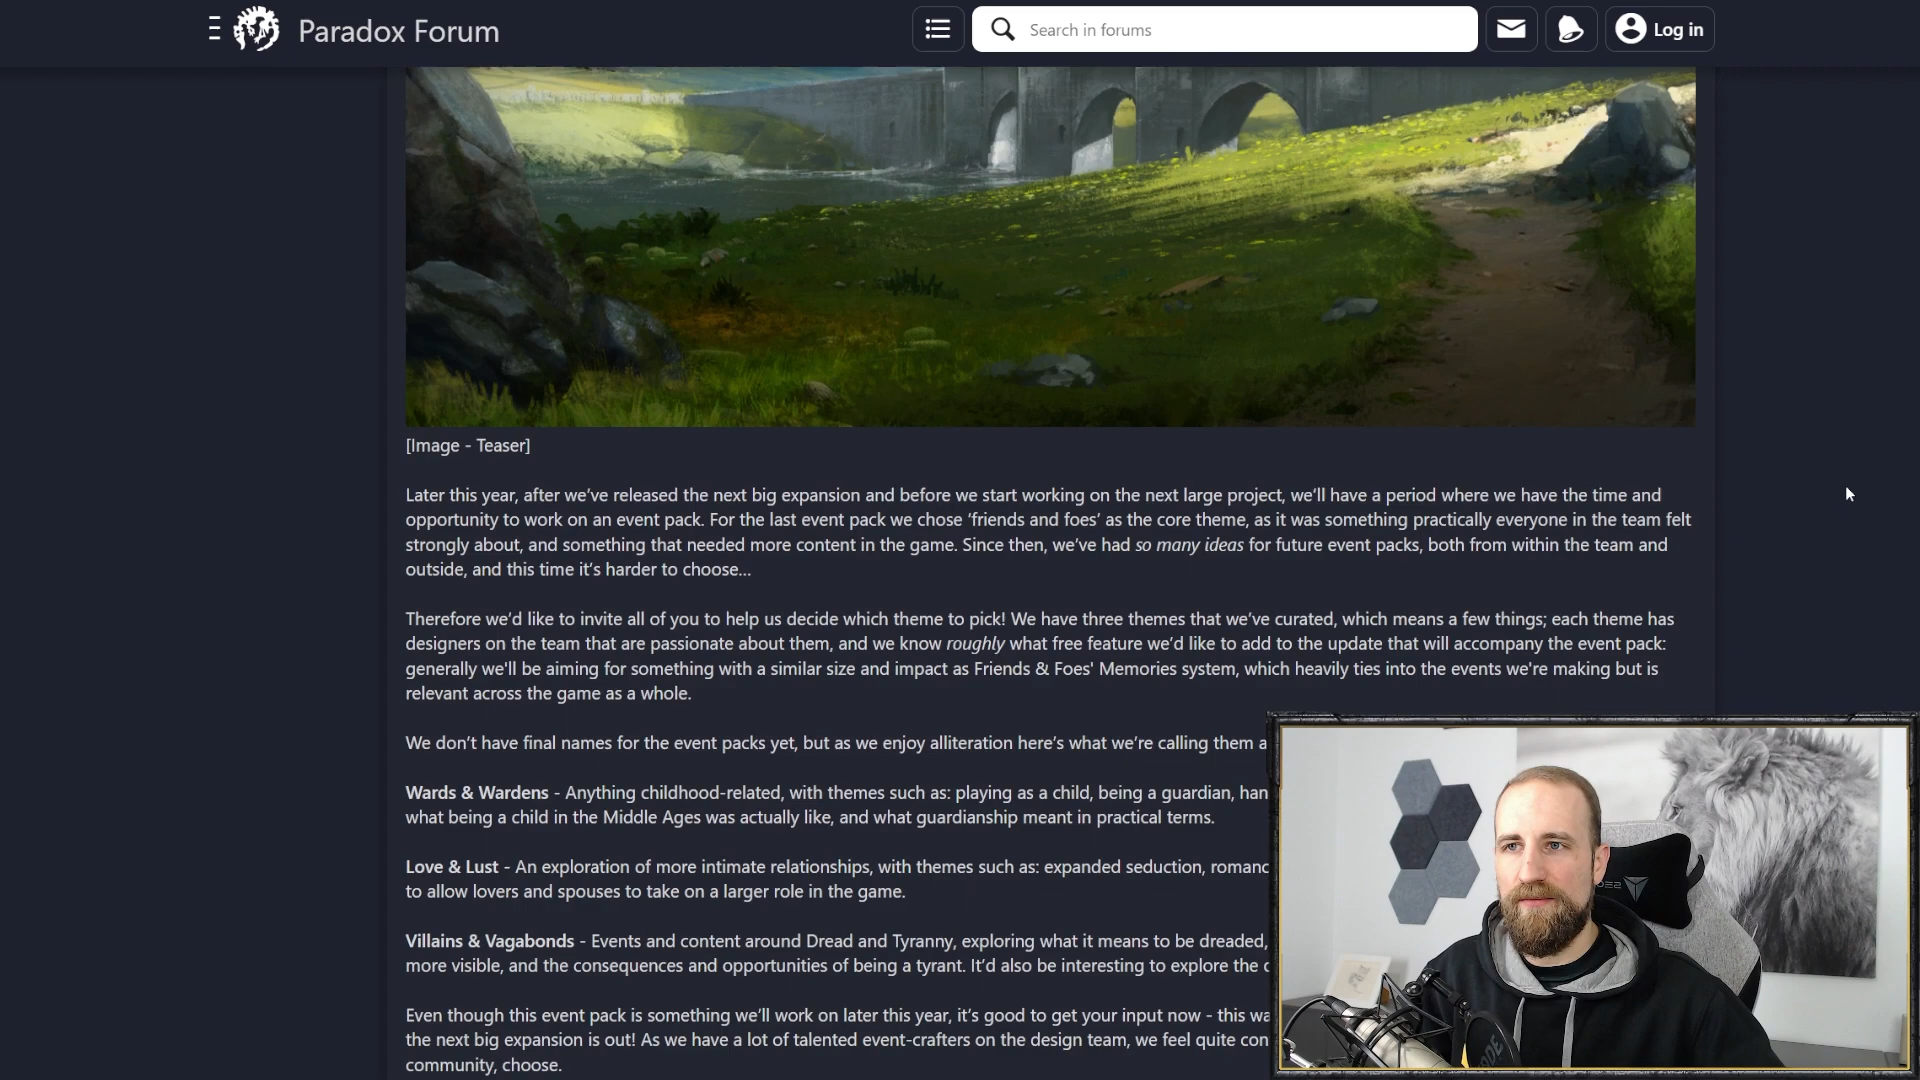 Paradox Forum
Search in forums
Log in
[Image - Teaser]
Later this year, after we’ve released the next big expansion and before we start working on the next large project, we’ll have a period where we have the time and
opportunity to work on an event pack. For the last event pack we chose ‘friends and foes’ as the core theme, as it was something practically everyone in the team felt
strongly about, and something that needed more content in the game. Since then, we’ve had so many ideas for future event packs, both from within the team and
outside, and this time it’s harder to choose…
Therefore we’d like to invite all of you to help us decide which theme to pick! We have three themes that we’ve curated, which means a few things; each theme has
designers on the team that are passionate about them, and we know roughly what free feature we’d like to add to the update that will accompany the event pack:
generally we'll be aiming for something with a similar size and impact as Friends & Foes' Memories system, which heavily ties into the events we're making but is
relevant across the game as a whole.
We don’t have final names for the event packs yet, but as we enjoy alliteration here’s what we’re calling them
Wards & Wardens - Anything childhood-related, with themes such as: playing as a child, being a guardian,
what being a child in the Middle Ages was actually like, and what guardianship meant in practical terms.
Love & Lust - An exploration of more intimate relationships, with themes such as: expanded seduction,
to allow lovers and spouses to take on a larger role in the game.
Villains & Vagabonds - Events and content around Dread and Tyranny, exploring what it means to be dreaded,
more visible, and the consequences and opportunities of being a tyrant. It’d also be interesting to explore the
Even though this event pack is something we’ll work on later this year, it’s good to get your input now - this
the next big expansion is out! As we have a lot of talented event-crafters on the design team, we feel quite
community, choose.